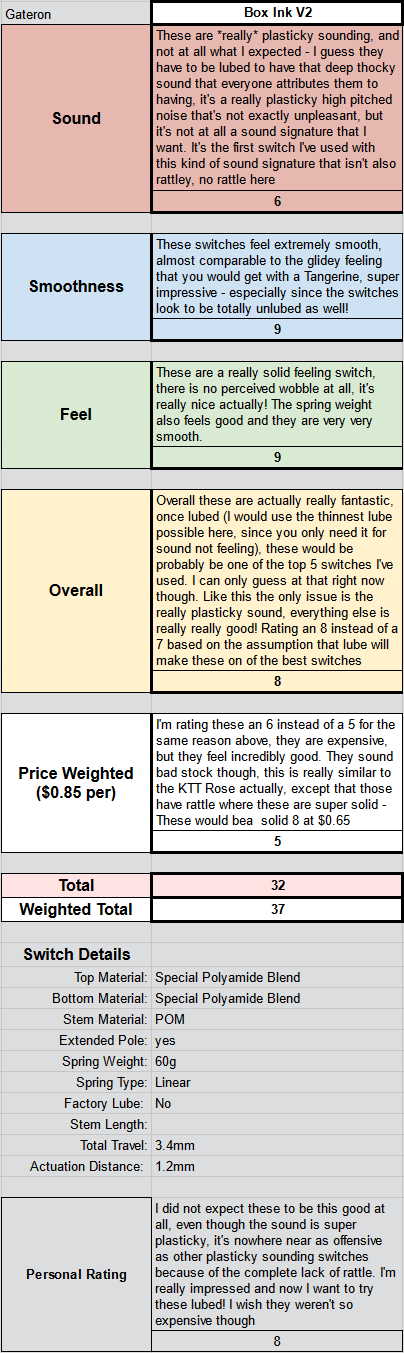 Gateron
Box Ink V2
Sound
These are *really* plasticky sounding, and
not at all what I expected - I guess they
have to be lubed to have that deep thocky
sound that everyone attributes them to
having, it's a really plasticky high pitched
noise that's not exactly unpleasant, but
it's not at all a sound signature that I
want. It's the first switch I've used with
this kind of sound signature that isn't also
rattley, no rattle here
6
Smoothness
These switches feel extremely smooth,
almost comparable to the glidey feeling
that you would get with a Tangerine, super
impressive - especially since the switches
look to be totally unlubed as well!
9
Feel
These are a really solid feeling switch,
there is no perceived wobble at all, it's
really nice actually! The spring weight
also feels good and they are very very
smooth.
9
Overall
Overall these are actually really fantastic,
once lubed (I would use the thinnest lube
possible here, since you only need it for
sound not feeling), these would be
probably be one of the top 5 switches I've
used. I can only guess at that right now
though. Like this the only issue is the
really plasticky sound, everything else is
really really good! Rating an 8 instead of a
7 based on the assumption that lube will
make these on of the best switches
8
Price Weighted
($0.85 per)
I'm rating these an 6 instead of a 5 for the
same reason above, they are expensive,
but they feel incredibly good. They sound
bad stock though, this is really similar to
the KTT Rose actually, except that those
have rattle where these are super solid -
These would bea  solid 8 at $0.65
5
Total
32
Weighted Total
37
Switch Details
Top Material: Special Polyamide Blend
Bottom Material: Special Polyamide Blend
Stem Material: POM
Extended Pole: yes
Spring Weight: 60g
Spring Type: Linear
Factory Lube: No
Stem Length:
Total Travel: 3.4mm
Actuation Distance: 1.2mm
Personal Rating
I did not expect these to be this good at
all, even though the sound is super
plasticky, it's nowhere near as offensive
as other plasticky sounding switches
because of the complete lack of rattle. I'm
really impressed and now I want to try
these lubed! I wish they weren't so
expensive though
8